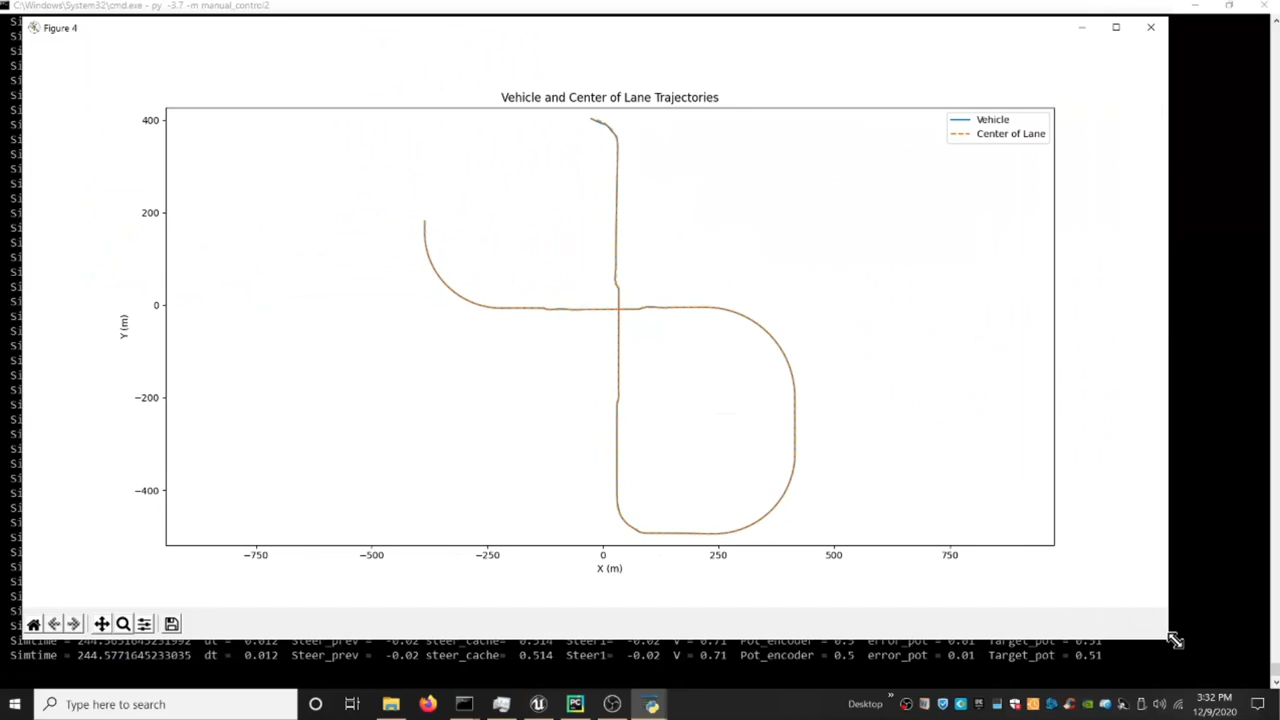 C:\Windows\System32\cmd.exe - py -3.7 -m manual_control2
Figure 4
Vehicle and Center of Lane Trajectories
Vehicle
Center of Lane
400
200
0
−200
−400
Y (m)
−750
−500
−250
0
250
500
750
X (m)
Simtime = 244.5771645233035 dt = 0.012 Steer_prev = -0.02 steer_cache= 0.514 Steer1= -0.02 V = 0.71 Pot_encoder = 0.5 error_pot = 0.01 Target_pot = 0.51
Type here to search
Desktop
3:32 PM
12/9/2020